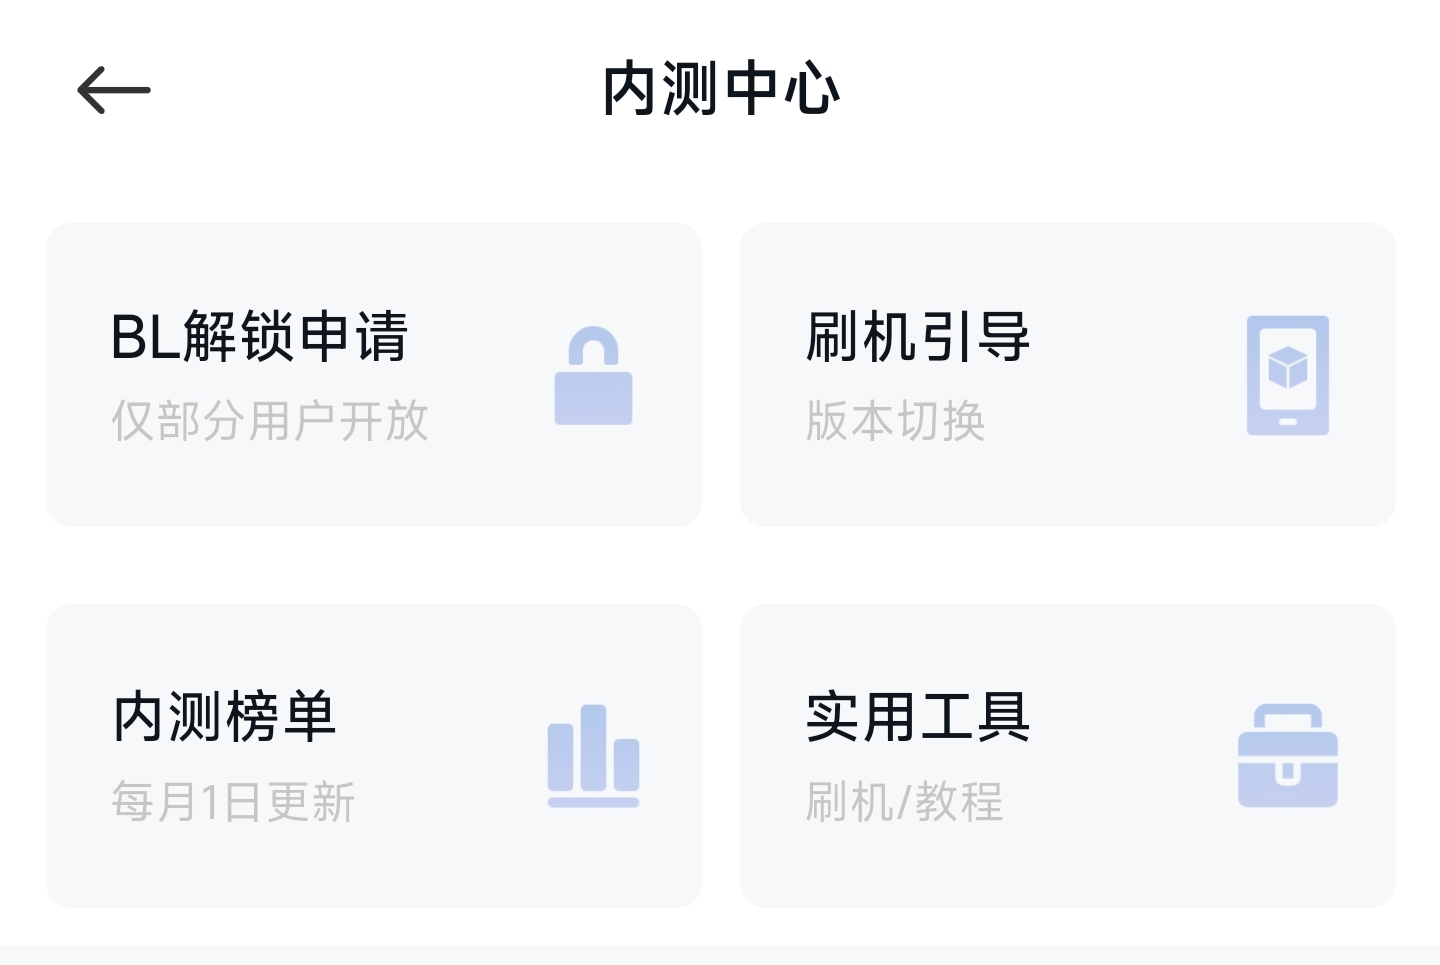 内测中心
BL解锁申请
仅部分用户开放
刷机引导
版本切换
内测榜单
每月1日更新
实用工具
刷机/教程